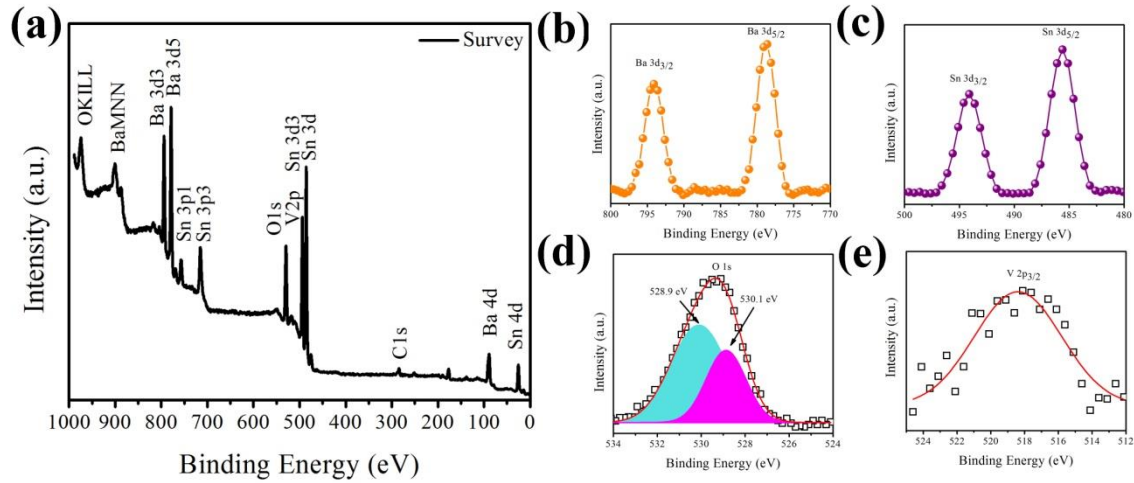 (a)
Survey
OKILL
BaMNN
Ba 3d3
Ba 3d5
Sn 3p1
Sn 3p3
O1s
V2p
Sn 3d3
Sn 3d
C1s
Ba 4d
Sn 4d
Intensity (a.u.)
1000 900 800 700 600 500 400 300 200 100 0
Binding Energy (eV)
(b)
Ba 3d3/2
Ba 3d5/2
Intensity (a.u.)
800 795 790 785 780 775 770
Binding Energy (eV)
(c)
Sn 3d3/2
Sn 3d5/2
Intensity (a.u.)
500 495 490 485 480
Binding Energy (eV)
(d)
O 1s
528.9 eV
530.1 eV
Intensity (a.u.)
534 532 530 528 526 524
Binding Energy (eV)
(e)
V 2p3/2
Intensity (a.u.)
524 522 520 518 516 514 512
Binding Energy (eV)